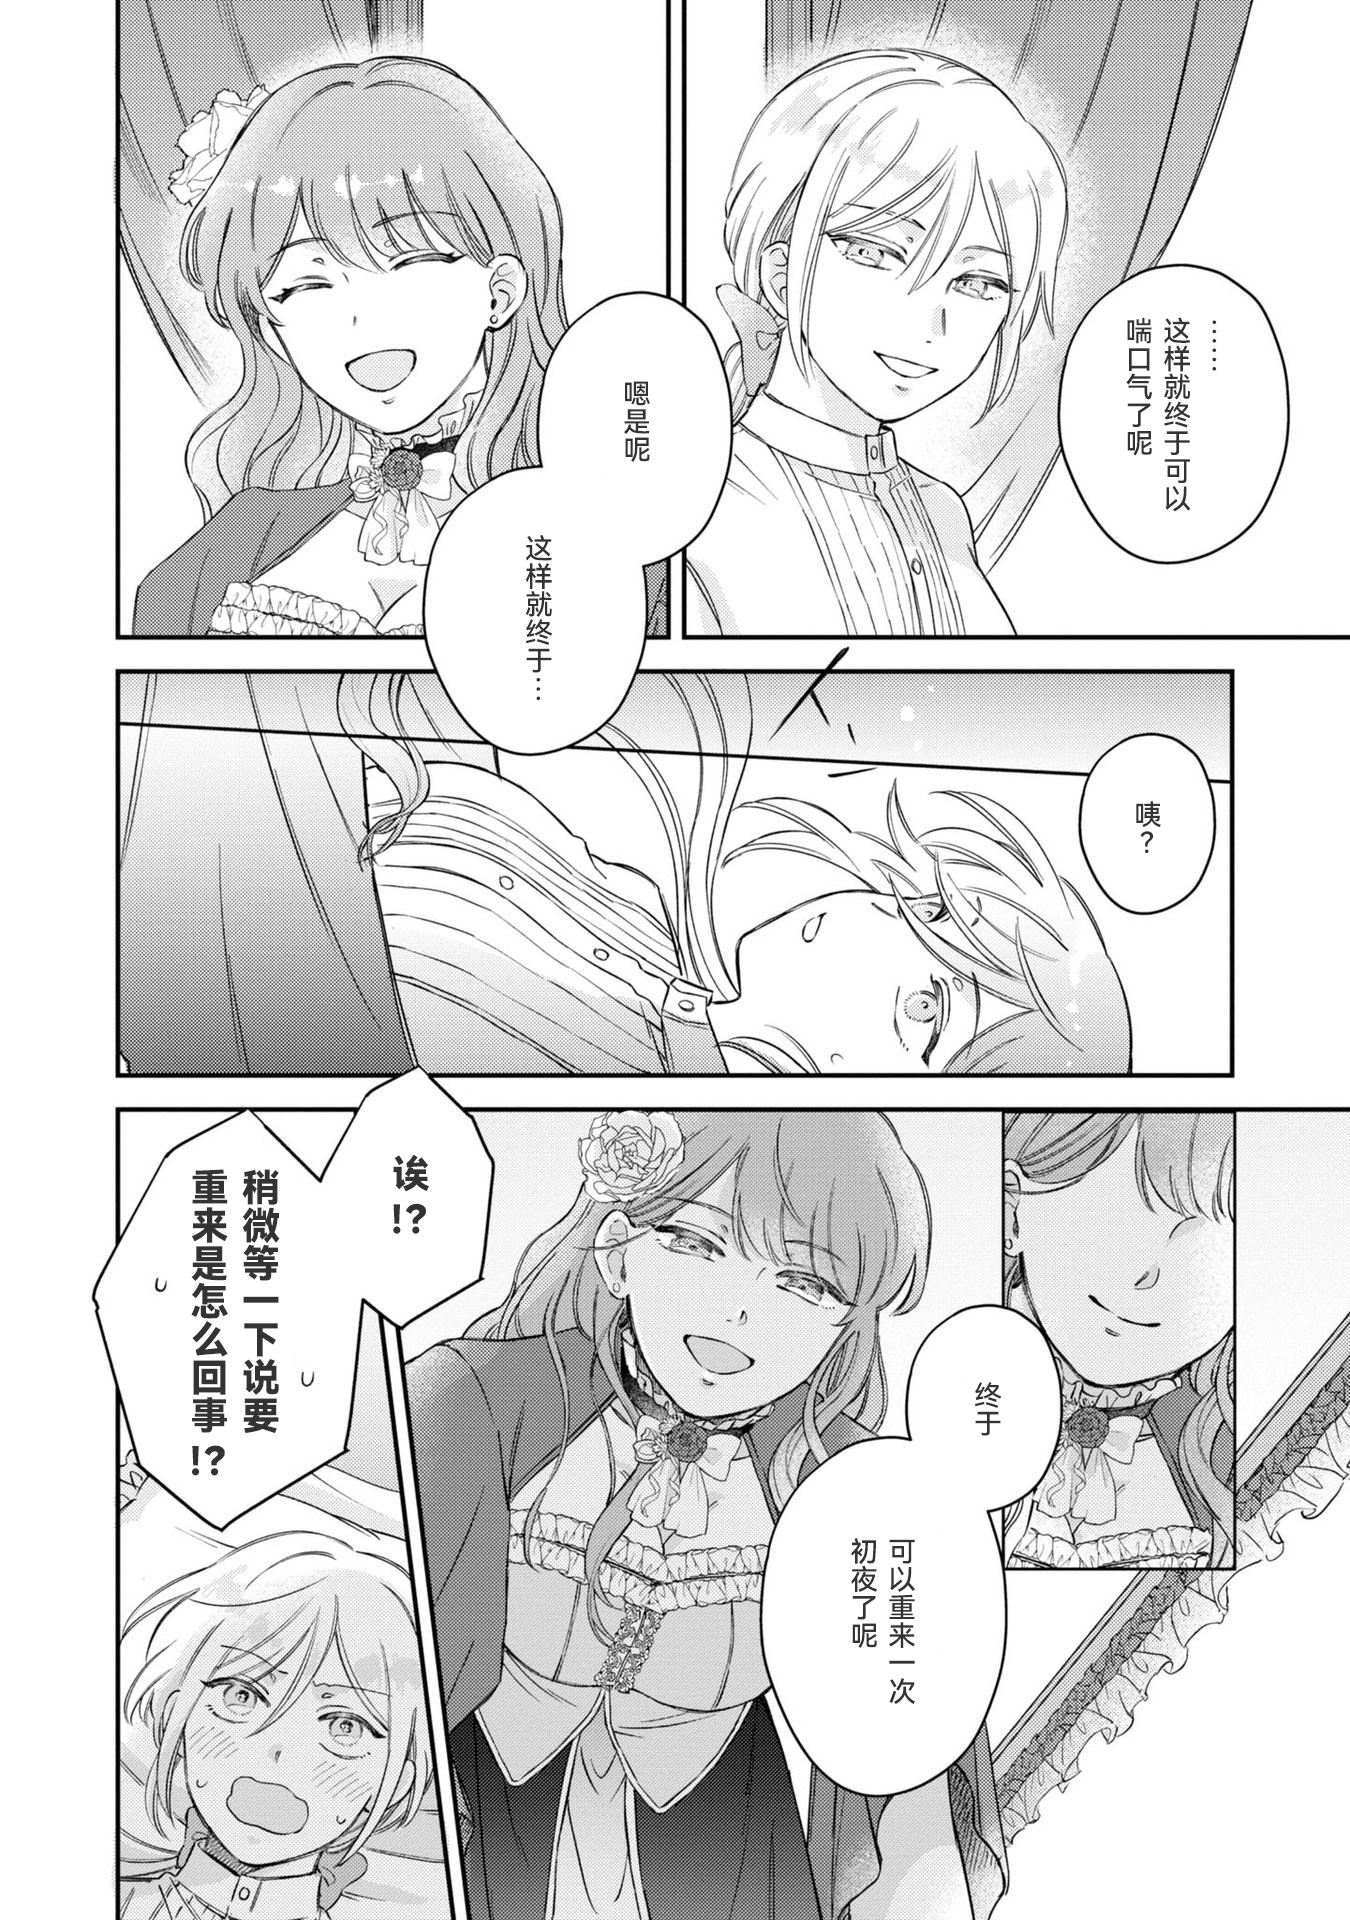 ……
这样就终于可以
喘口气了呢
嗯是呢
这样就终于…
咦？
终于
可以重来一次
初夜了呢
诶!?
稍微等一下说要
重来是怎么回事!?